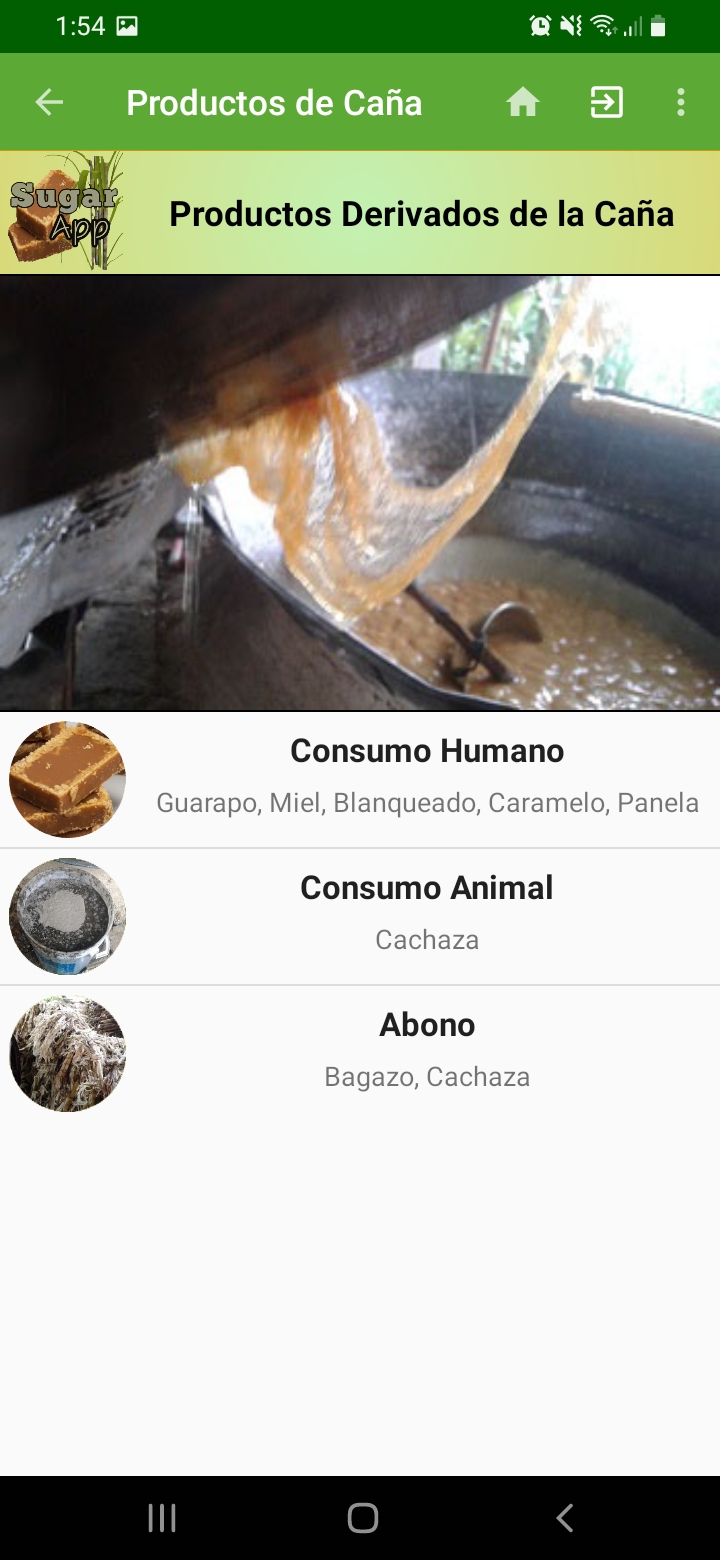 1:54
Productos de Caña
Sugar
App
Productos Derivados de la Caña
Consumo Humano
Guarapo, Miel, Blanqueado, Caramelo, Panela
Consumo Animal
Cachaza
Abono
Bagazo, Cachaza